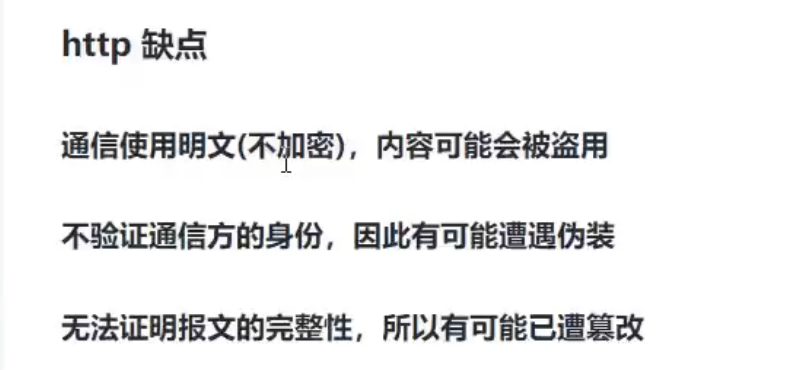 http 缺点
通信使用明文(不加密)，内容可能会被盗用
不验证通信方的身份，因此有可能遭遇伪装
无法证明报文的完整性，所以有可能已遭篡改